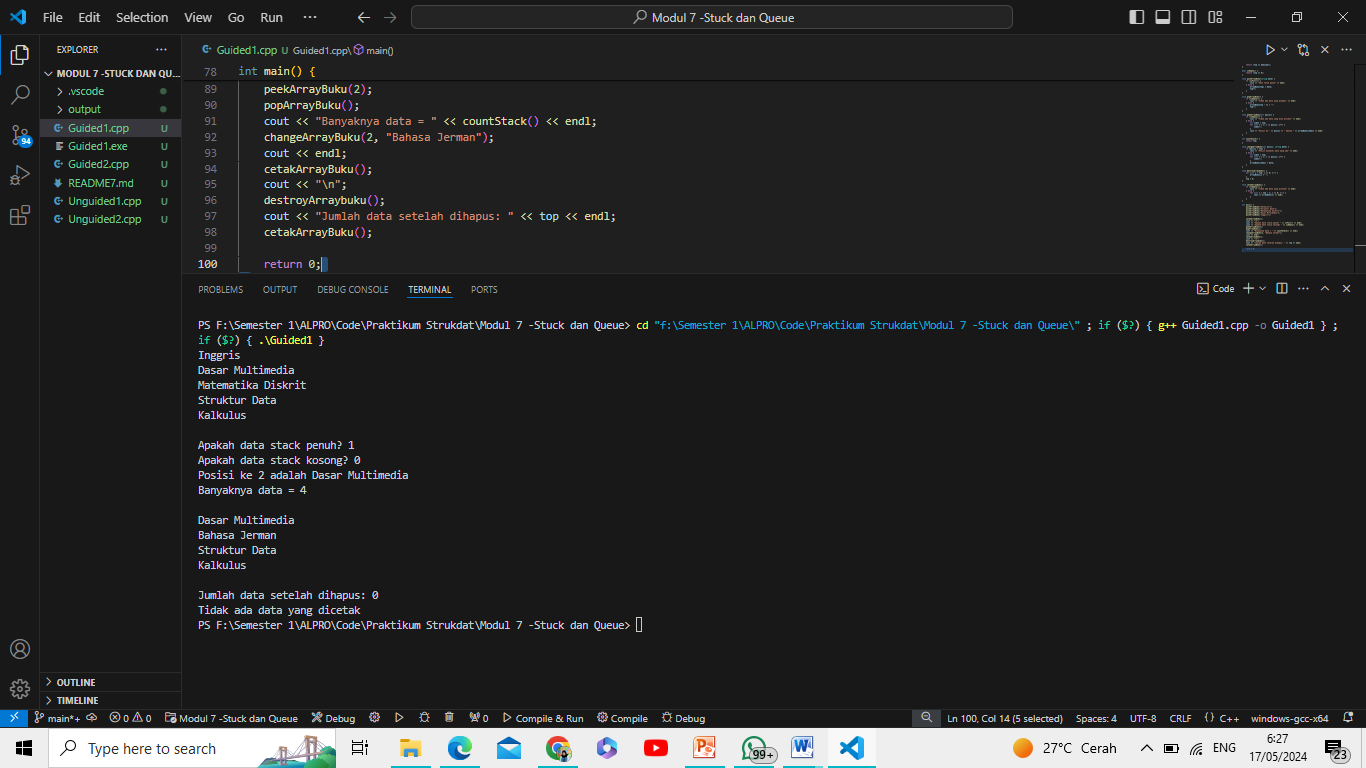 File Edit Selection View Go Run ··· Modul 7 -Stuck dan Queue
EXPLORER ···
MODUL 7 -STUCK DAN QU...
.vscode
output
Guided1.cpp U
Guided1.exe U
Guided2.cpp U
README7.md U
Unguided1.cpp U
Unguided2.cpp U
OUTLINE
TIMELINE
94
Guided1.cpp U Guided1.cpp\ main()
78 int main() {
89 peekArrayBuku(2);
90 popArrayBuku();
91 cout << "Banyaknya data = " << countStack() << endl;
92 changeArrayBuku(2, "Bahasa Jerman");
93 cout << endl;
94 cetakArrayBuku();
95 cout << "\n";
96 destroyArraybuku();
97 cout << "Jumlah data setelah dihapus: " << top << endl;
98 cetakArrayBuku();
99
100 return 0;
PROBLEMS OUTPUT DEBUG CONSOLE TERMINAL PORTS Code
PS F:\Semester 1\ALPRO\Code\Praktikum Strukdat\Modul 7 -Stuck dan Queue> cd "f:\Semester 1\ALPRO\Code\Praktikum Strukdat\Modul 7 -Stuck dan Queue\" ; if ($?) { g++ Guided1.cpp -o Guided1 } ;
if ($?) { .\Guided1 }
Inggris
Dasar Multimedia
Matematika Diskrit
Struktur Data
Kalkulus
Apakah data stack penuh? 1
Apakah data stack kosong? 0
Posisi ke 2 adalah Dasar Multimedia
Banyaknya data = 4
Dasar Multimedia
Bahasa Jerman
Struktur Data
Kalkulus
Jumlah data setelah dihapus: 0
Tidak ada data yang dicetak
PS F:\Semester 1\ALPRO\Code\Praktikum Strukdat\Modul 7 -Stuck dan Queue>
main*+ 0 0 Modul 7 -Stuck dan Queue Debug 0 Compile & Run Compile Debug Ln 100, Col 14 (5 selected) Spaces: 4 UTF-8 CRLF {} C++ windows-gcc-x64
Type here to search 99+ 27°C Cerah ENG 6:27
17/05/2024 23